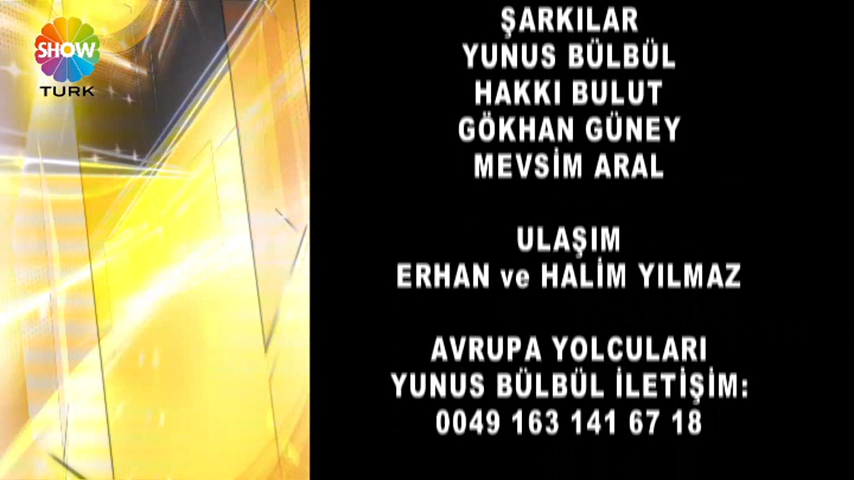 SHOW
TURK
ŞARKILAR
YUNUS BÜLBÜL
HAKKI BULUT
GÖKHAN GÜNEY
MEVSİM ARAL
ULAŞIM
ERHAN ve HALİM YILMAZ
AVRUPA YOLCULARI
YUNUS BÜLBÜL İLETİŞİM:
0049 163 141 67 18